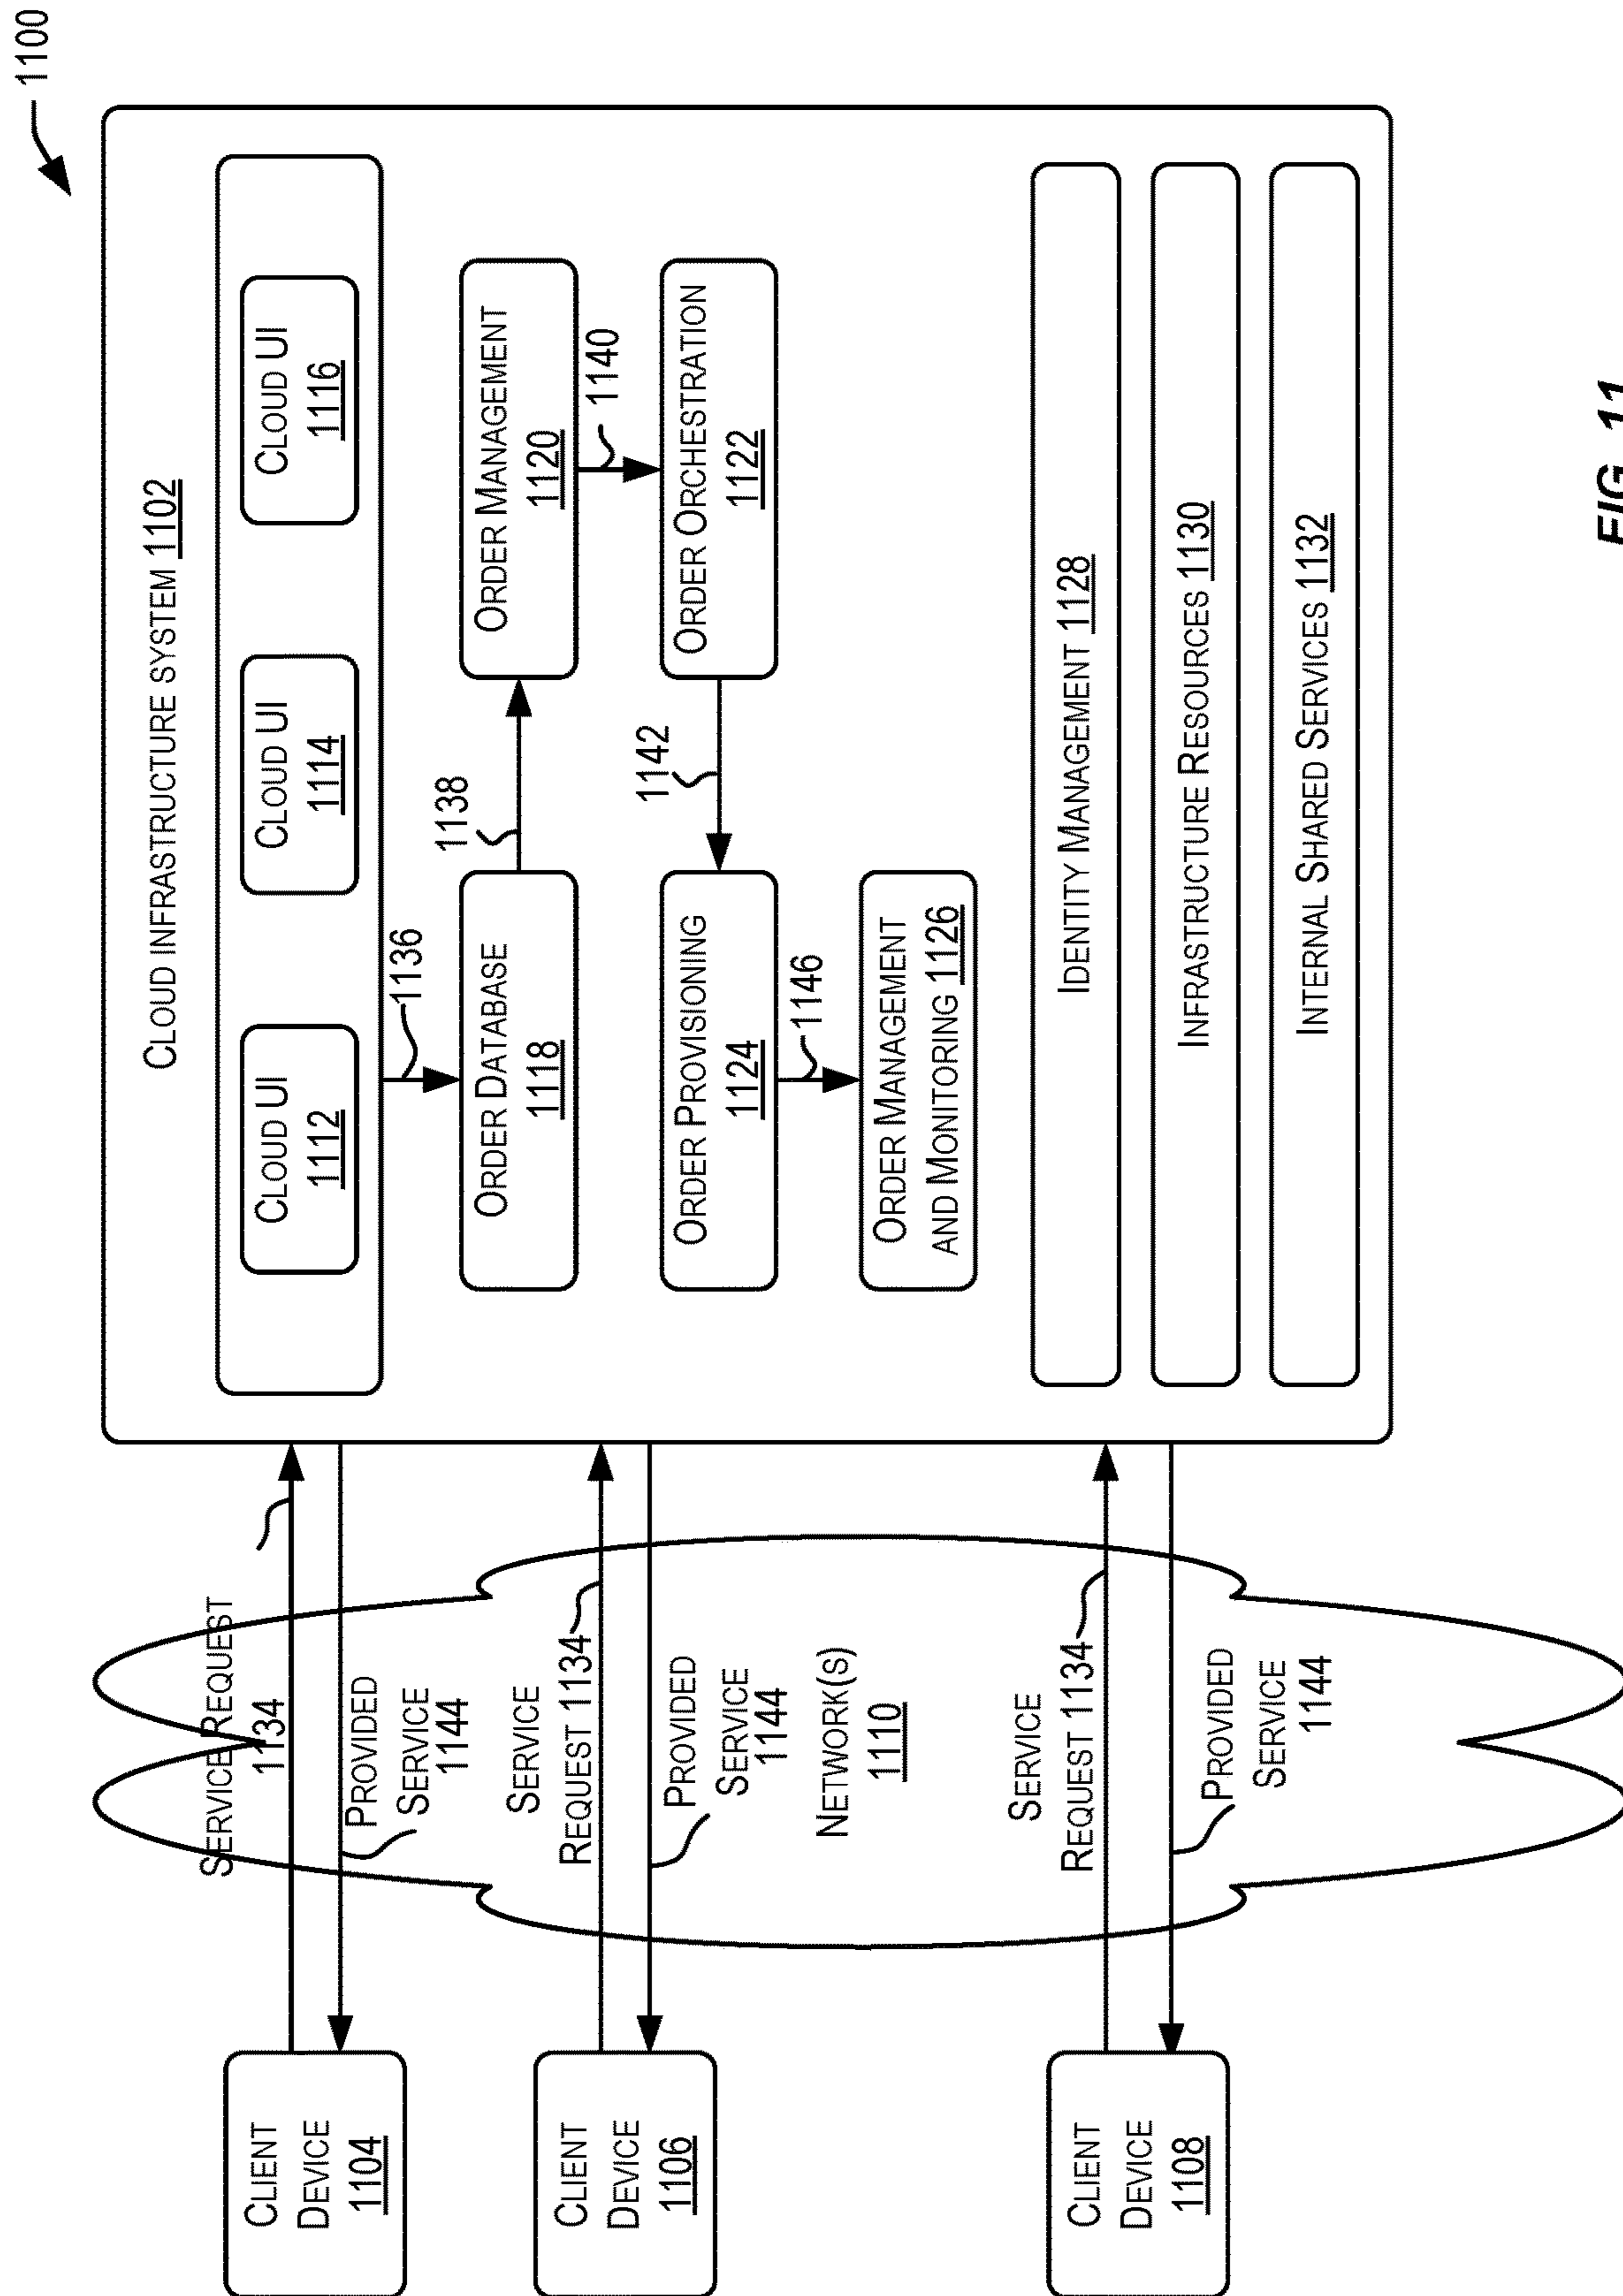 1100
CLOUD INFRASTRUCTURE SYSTEM 1102
CLOUD UI
1112
CLOUD UI
1114
CLOUD UI
1116
1136
ORDER DATABASE
1118
1138
ORDER MANAGEMENT
1120
1140
ORDER ORCHESTRATION
1122
1142
ORDER PROVISIONING
1124
1146
ORDER MANAGEMENT
AND MONITORING 1126
IDENTITY MANAGEMENT 1128
INFRASTRUCTURE RESOURCES 1130
INTERNAL SHARED SERVICES 1132
CLIENT
DEVICE
1104
SERVICE REQUEST
1134
PROVIDED
SERVICE
1144
CLIENT
DEVICE
1106
SERVICE
REQUEST 1134
PROVIDED
SERVICE
1144
NETWORK(S)
1110
CLIENT
DEVICE
1108
SERVICE
REQUEST 1134
PROVIDED
SERVICE
1144
FIG. 11